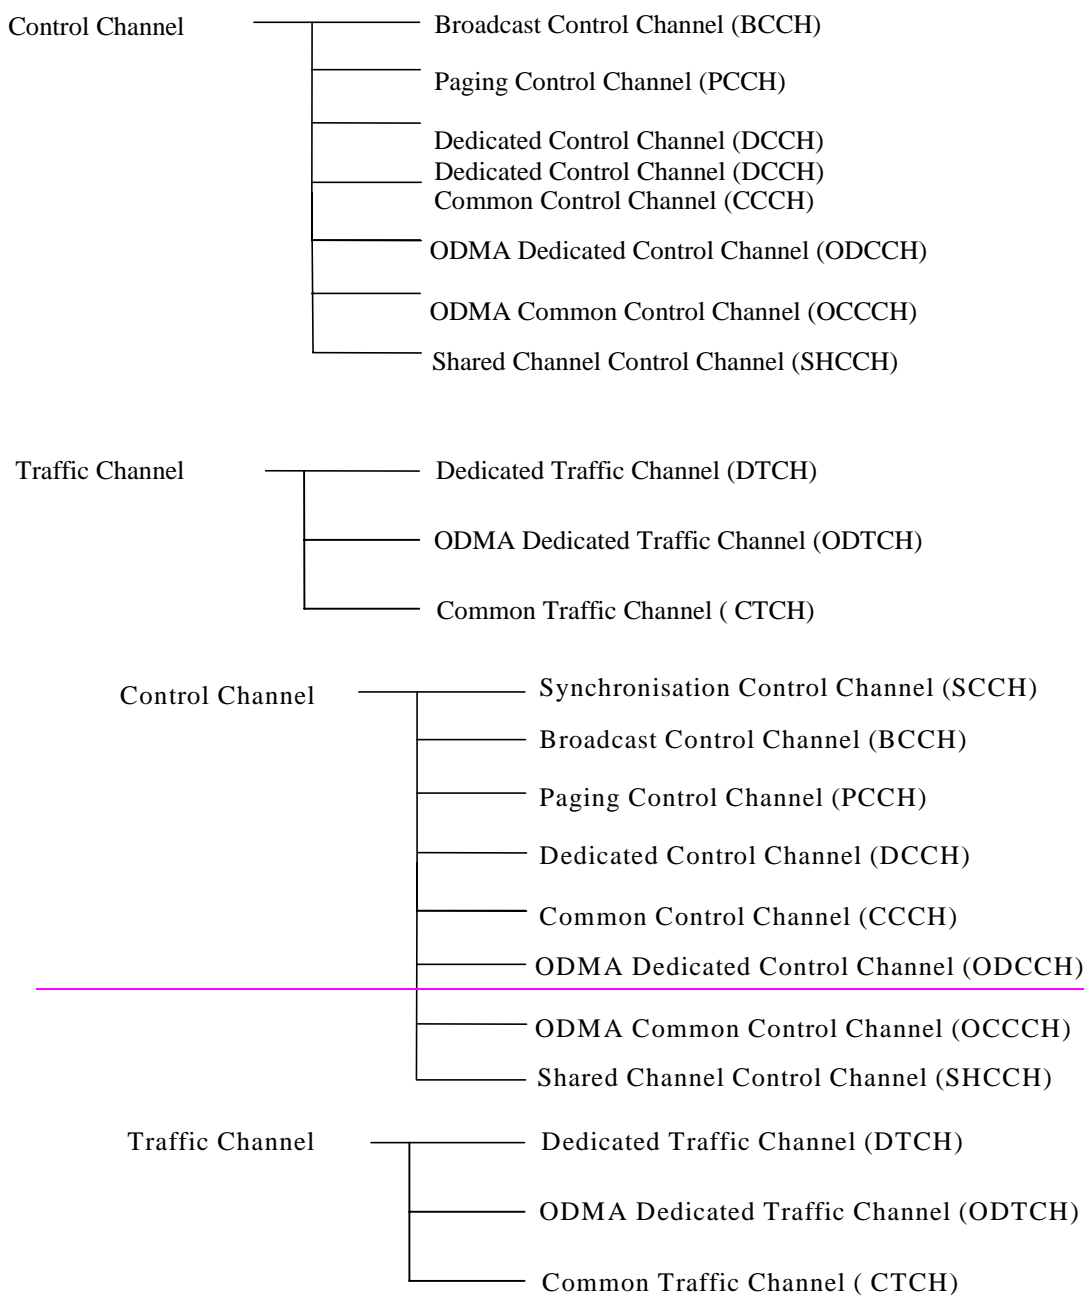 Control Channel
Broadcast Control Channel (BCCH)
Paging Control Channel (PCCH)
Dedicated Control Channel (DCCH)
Dedicated Control Channel (DCCH)
Common Control Channel (CCCH)
ODMA Dedicated Control Channel (ODCCH)
ODMA Common Control Channel (OCCCH)
Shared Channel Control Channel (SHCCH)
Traffic Channel
Dedicated Traffic Channel (DTCH)
ODMA Dedicated Traffic Channel (ODTCH)
Common Traffic Channel ( CTCH)
Control Channel
Synchronisation Control Channel (SCCH)
Broadcast Control Channel (BCCH)
Paging Control Channel (PCCH)
Dedicated Control Channel (DCCH)
Common Control Channel (CCCH)
ODMA Dedicated Control Channel (ODCCH)
ODMA Common Control Channel (OCCCH)
Shared Channel Control Channel (SHCCH)
Traffic Channel
Dedicated Traffic Channel (DTCH)
ODMA Dedicated Traffic Channel (ODTCH)
Common Traffic Channel ( CTCH)